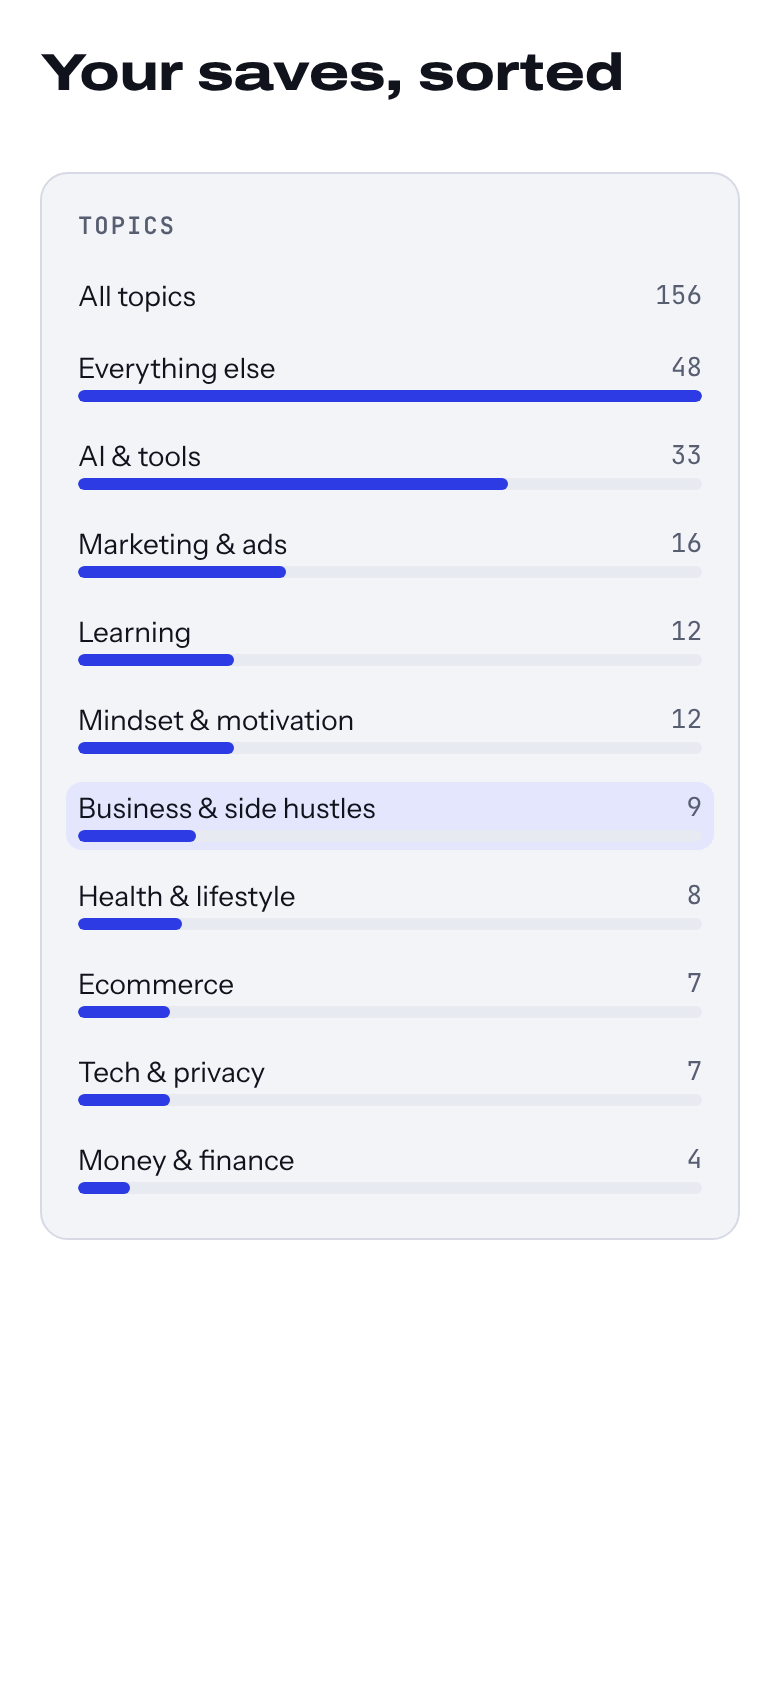 Your saves, sorted
TOPICS
All topics 156
Everything else 48
AI & tools 33
Marketing & ads 16
Learning 12
Mindset & motivation 12
Business & side hustles 9
Health & lifestyle 8
Ecommerce 7
Tech & privacy 7
Money & finance 4